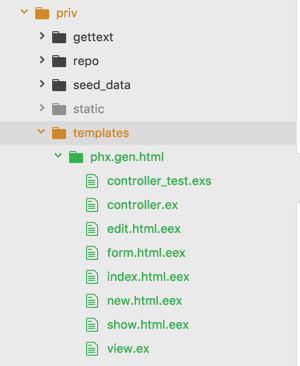 priv
gettext
repo
seed_data
static
templates
phx.gen.html
controller_test.exs
controller.ex
edit.html.eex
form.html.eex
index.html.eex
new.html.eex
show.html.eex
view.ex